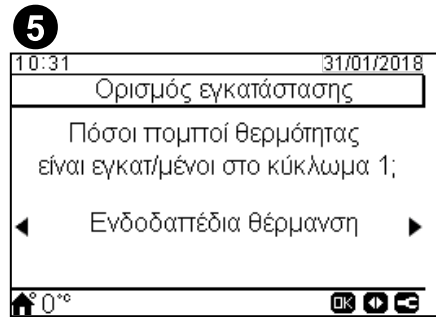 5
10:31 31/01/2018
Ορισμός εγκατάστασης
Πόσοι πομποί θερμότητας
είναι εγκατ/μένοι στο κύκλωμα 1;
Ενδοδαπέδια θέρμανση
0°c OK